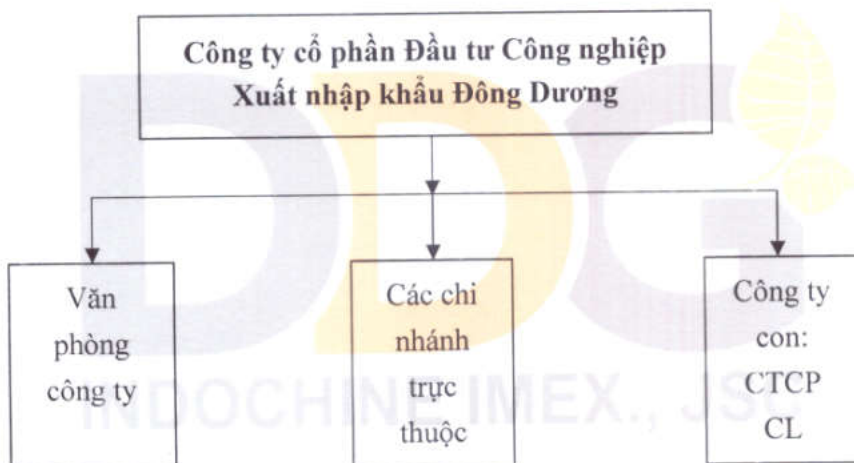 Công ty cổ phần Đầu tư Công nghiệp
Xuất nhập khẩu Đông Dương
Văn
phòng
công ty
Các chi
nhánh
trực
thuộc
Công ty
con:
CTCP
CL
DDG
INDOCHINE IMEX., JSC